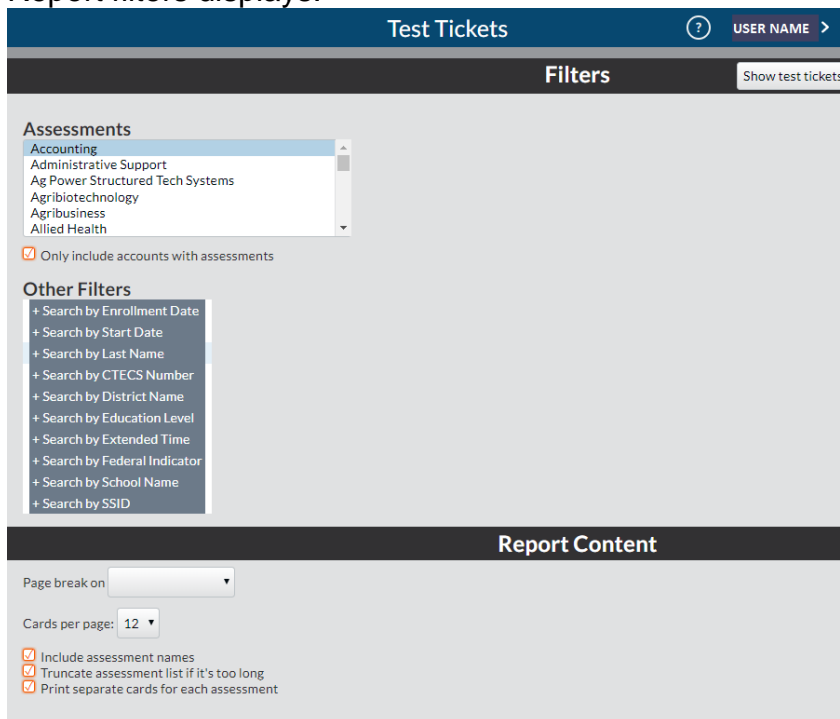 Report filters displays.
Test Tickets
?
USER NAME >
Filters
Show test tickets
Assessments
Accounting
Administrative Support
Ag Power Structured Tech Systems
Agribiotechnology
Agribusiness
Allied Health
Only include accounts with assessments
Other Filters
+ Search by Enrollment Date
+ Search by Start Date
+ Search by Last Name
+ Search by CTECS Number
+ Search by District Name
+ Search by Education Level
+ Search by Extended Time
+ Search by Federal Indicator
+ Search by School Name
+ Search by SSID
Report Content
Page break on
Cards per page: 12
Include assessment names
Truncate assessment list if it's too long
Print separate cards for each assessment